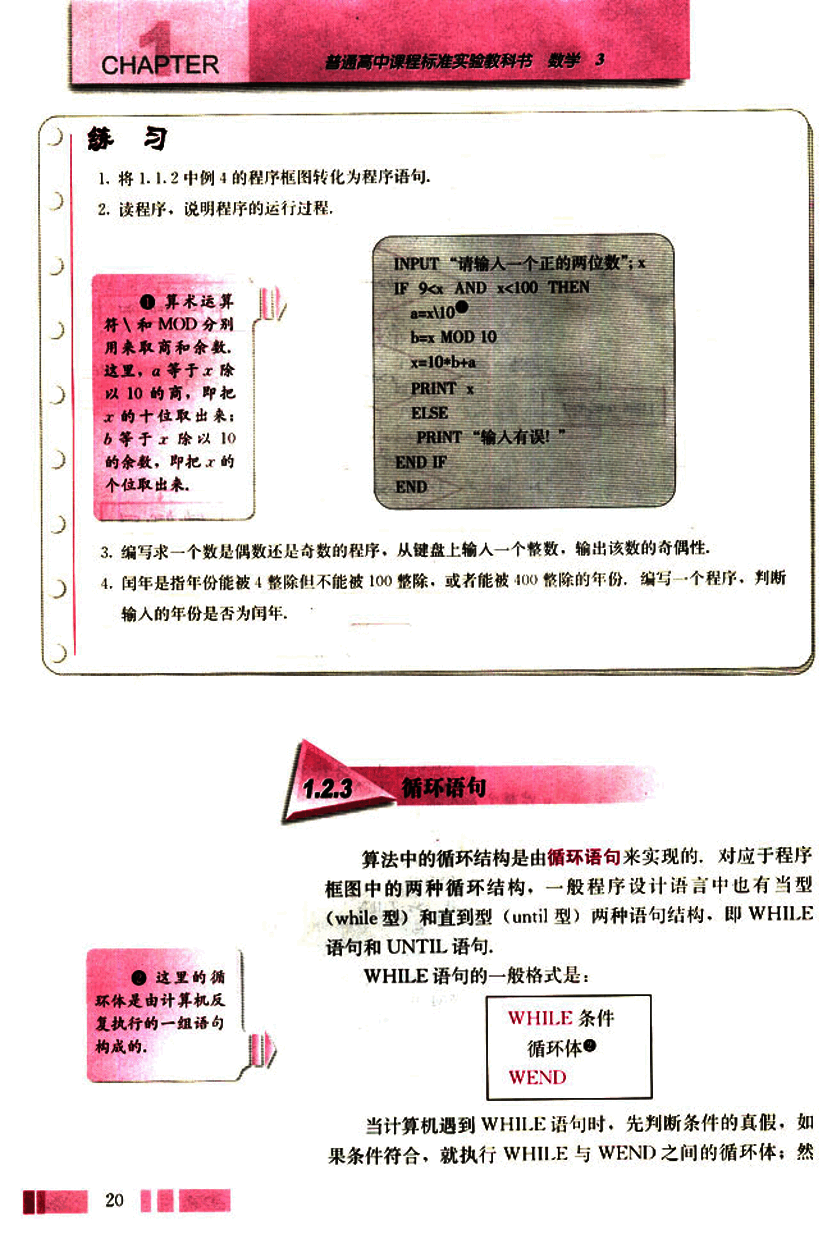 1
CHAPTER
普通高中课程标准实验教科书 数学 3
练 习
1. 将 1.1.2 中例 4 的程序框图转化为程序语句.
2. 读程序，说明程序的运行过程.
❶ 算术运算
符 \ 和 MOD 分别
用来取商和余数.
这里，a 等于 x 除
以 10 的商，即把
x 的十位取出来；
b 等于 x 除以 10
的余数，即把 x 的
个位取出来.
INPUT “请输入一个正的两位数”; x
IF 9<x AND x<100 THEN
a=x\10❶
b=x MOD 10
x=10*b+a
PRINT x
ELSE
PRINT “输入有误! ”
END IF
END
3. 编写求一个数是偶数还是奇数的程序，从键盘上输入一个整数，输出该数的奇偶性.
4. 闰年是指年份能被 4 整除但不能被 100 整除，或者能被 400 整除的年份. 编写一个程序，判断
输入的年份是否为闰年.
1.2.3 循环语句
算法中的循环结构是由循环语句来实现的. 对应于程序
框图中的两种循环结构，一般程序设计语言中也有当型
（while 型）和直到型（until 型）两种语句结构，即 WHILE
语句和 UNTIL 语句.
WHILE 语句的一般格式是：
❷ 这里的循
环体是由计算机反
复执行的一组语句
构成的.
WHILE 条件
循环体❷
WEND
当计算机遇到 WHILE 语句时，先判断条件的真假，如
果条件符合，就执行 WHILE 与 WEND 之间的循环体；然
20